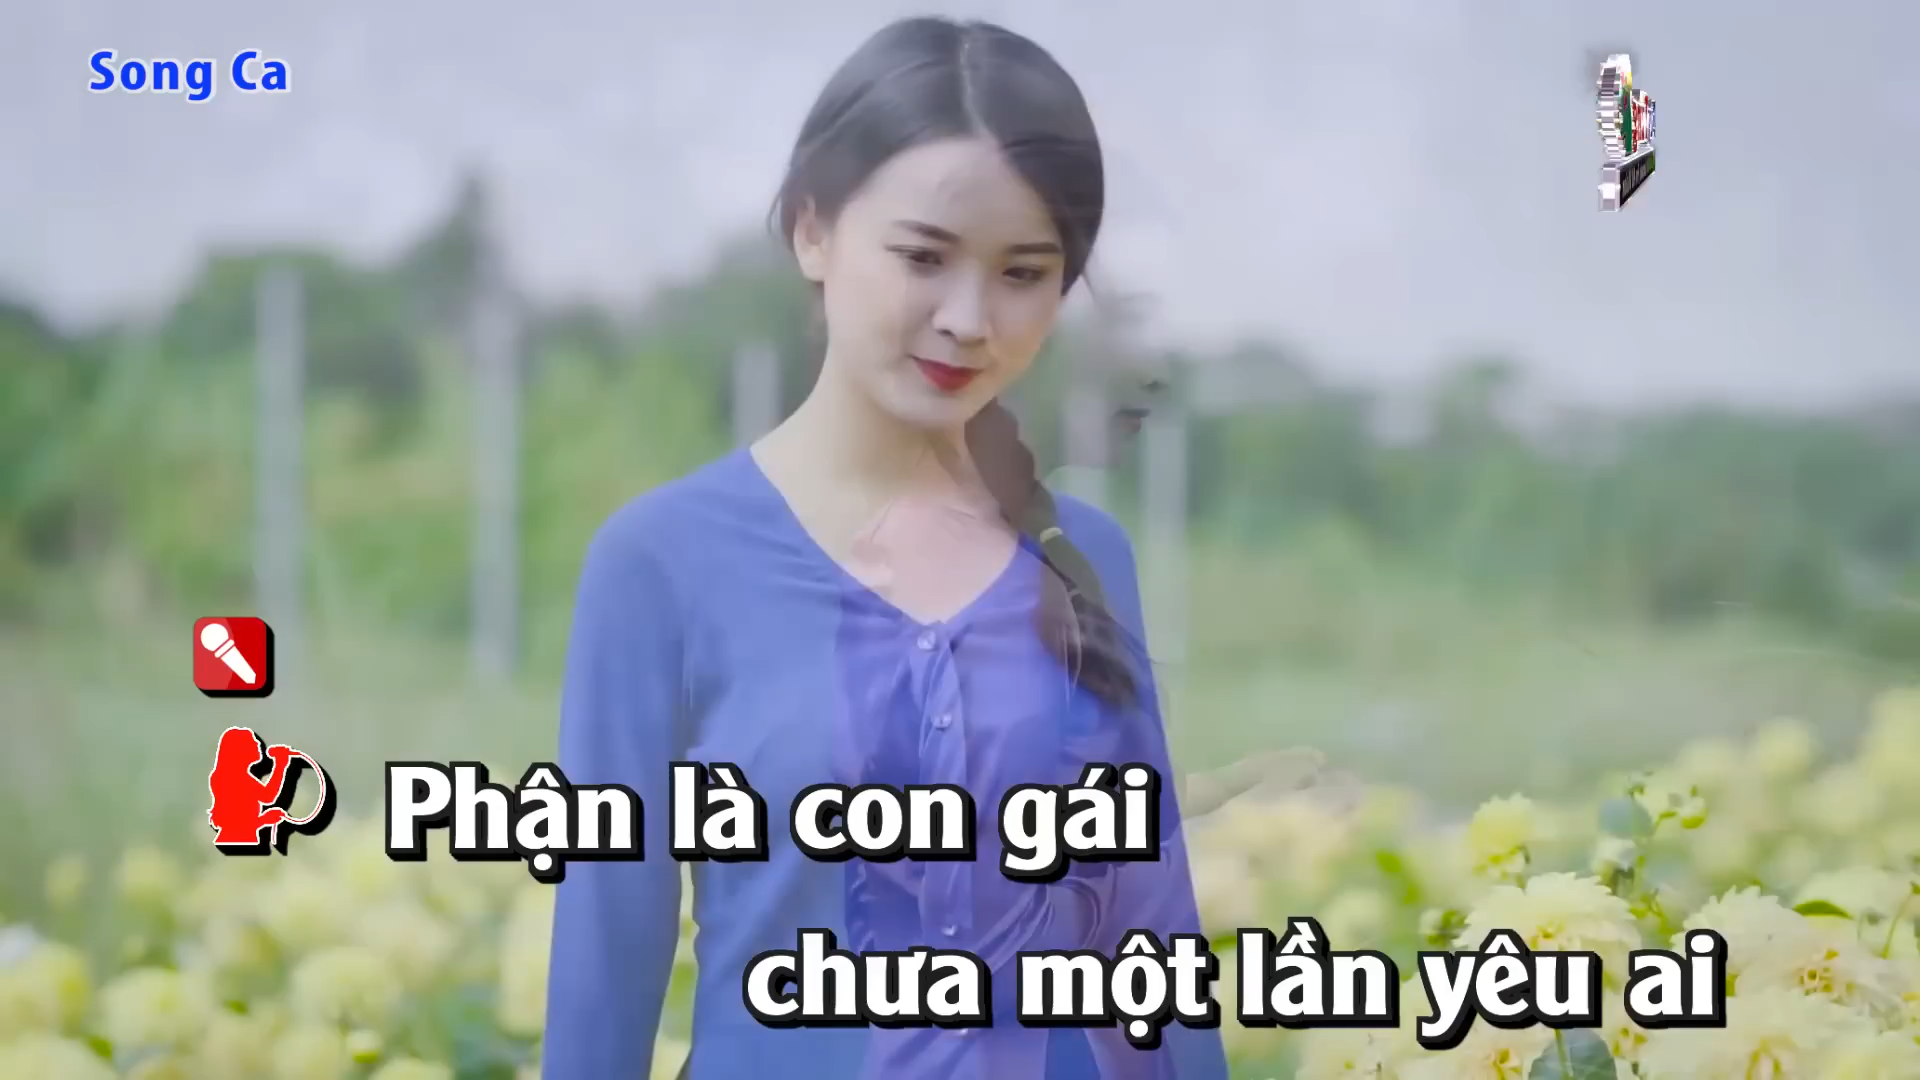 Song Ca
Phận là con gái
chưa một lần yêu ai